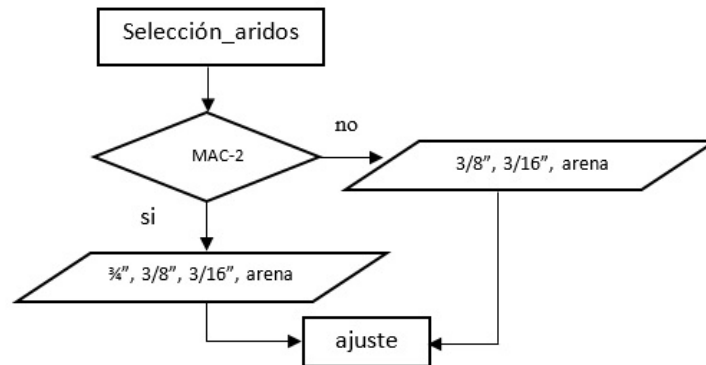 Selección_aridos
MAC-2
no
3/8”, 3/16”, arena
si
¾”, 3/8”, 3/16”, arena
ajuste